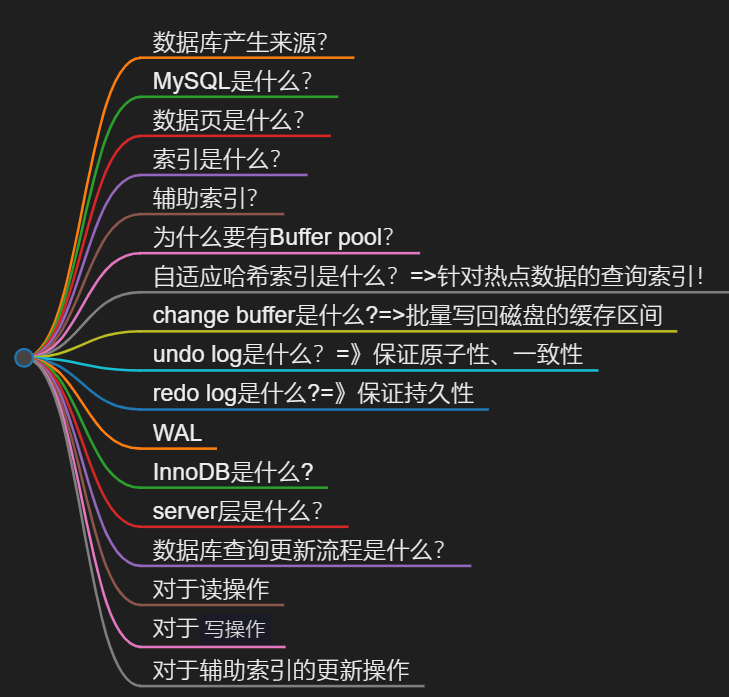 数据库产生来源?
MySQL是什么?
数据页是什么?
索引是什么?
辅助索引?
为什么要有Buffer pool?
自适应哈希索引是什么? =>针对热点数据的查询索引!
change buffer是什么?=>批量写回磁盘的缓存区间
undo log是什么? =》保证原子性、一致性
redo log是什么?=》保证持久性
WAL
InnoDB是什么?
server层是什么?
数据库查询更新流程是什么?
对于读操作
对于 写操作
对于辅助索引的更新操作